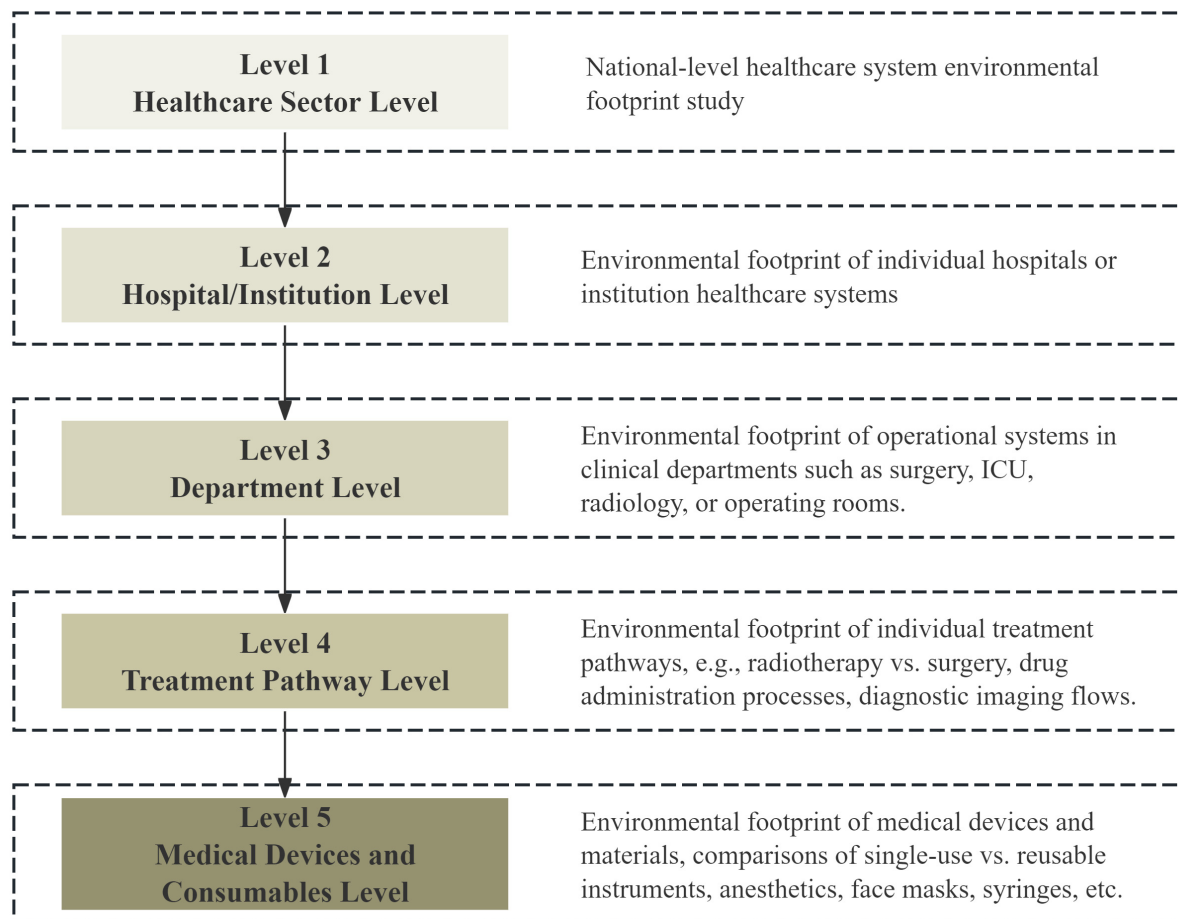 Level 1
Healthcare Sector Level
National-level healthcare system environmental
footprint study
Level 2
Hospital/Institution Level
Environmental footprint of individual hospitals or
institution healthcare systems
Level 3
Department Level
Environmental footprint of operational systems in
clinical departments such as surgery, ICU,
radiology, or operating rooms.
Level 4
Treatment Pathway Level
Environmental footprint of individual treatment
pathways, e.g., radiotherapy vs. surgery, drug
administration processes, diagnostic imaging flows.
Level 5
Medical Devices and
Consumables Level
Environmental footprint of medical devices and
materials, comparisons of single-use vs. reusable
instruments, anesthetics, face masks, syringes, etc.